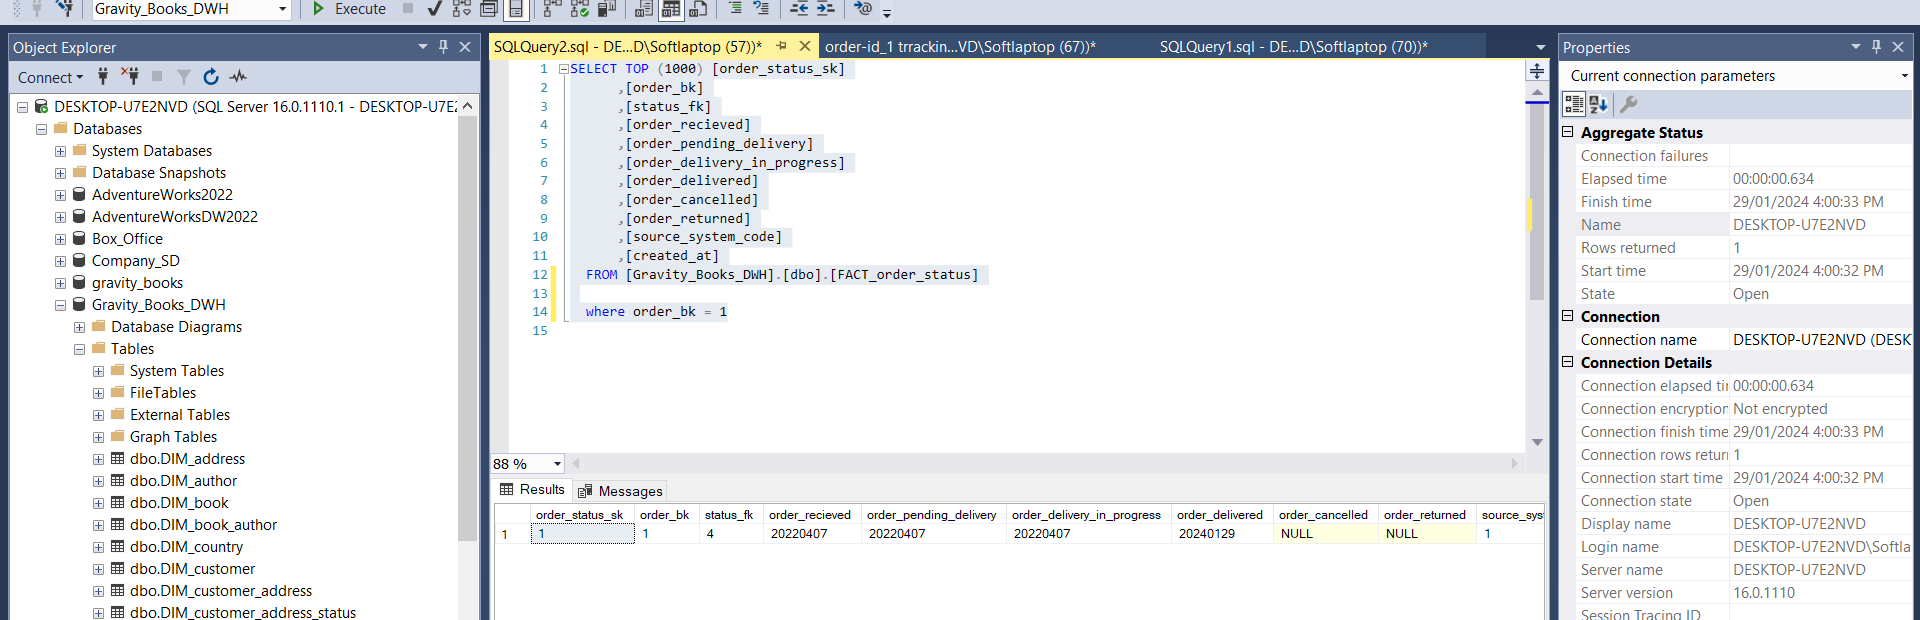 Gravity_Books_DWH
Execute
Object Explorer
Connect
DESKTOP-U7E2NVD (SQL Server 16.0.1110.1 - DESKTOP-U7E2
Databases
System Databases
Database Snapshots
AdventureWorks2022
AdventureWorksDW2022
Box_Office
Company_SD
gravity_books
Gravity_Books_DWH
Database Diagrams
Tables
System Tables
FileTables
External Tables
Graph Tables
dbo.DIM_address
dbo.DIM_author
dbo.DIM_book
dbo.DIM_book_author
dbo.DIM_country
dbo.DIM_customer
dbo.DIM_customer_address
dbo.DIM_customer_address_status
SQLQuery2.sql - DE...D\Softlaptop (57))*
order-id_1 trrackin...VD\Softlaptop (67))*
SQLQuery1.sql - DE...D\Softlaptop (70))*
1 SELECT TOP (1000) [order_status_sk]
2 ,[order_bk]
3 ,[status_fk]
4 ,[order_recieved]
5 ,[order_pending_delivery]
6 ,[order_delivery_in_progress]
7 ,[order_delivered]
8 ,[order_cancelled]
9 ,[order_returned]
10 ,[source_system_code]
11 ,[created_at]
12 FROM [Gravity_Books_DWH].[dbo].[FACT_order_status]
13
14 where order_bk = 1
15
88 %
Results Messages
order_status_sk order_bk status_fk order_recieved order_pending_delivery order_delivery_in_progress order_delivered order_cancelled order_returned source_syst
1 1 1 4 20220407 20220407 20220407 20240129 NULL NULL 1
Properties
Current connection parameters
Aggregate Status
Connection failures
Elapsed time 00:00:00.634
Finish time 29/01/2024 4:00:33 PM
Name DESKTOP-U7E2NVD
Rows returned 1
Start time 29/01/2024 4:00:32 PM
State Open
Connection
Connection name DESKTOP-U7E2NVD (DESK
Connection Details
Connection elapsed tir 00:00:00.634
Connection encryption Not encrypted
Connection finish time 29/01/2024 4:00:33 PM
Connection rows returr 1
Connection start time 29/01/2024 4:00:32 PM
Connection state Open
Display name DESKTOP-U7E2NVD
Login name DESKTOP-U7E2NVD\Softla
Server name DESKTOP-U7E2NVD
Server version 16.0.1110
Session Tracing ID